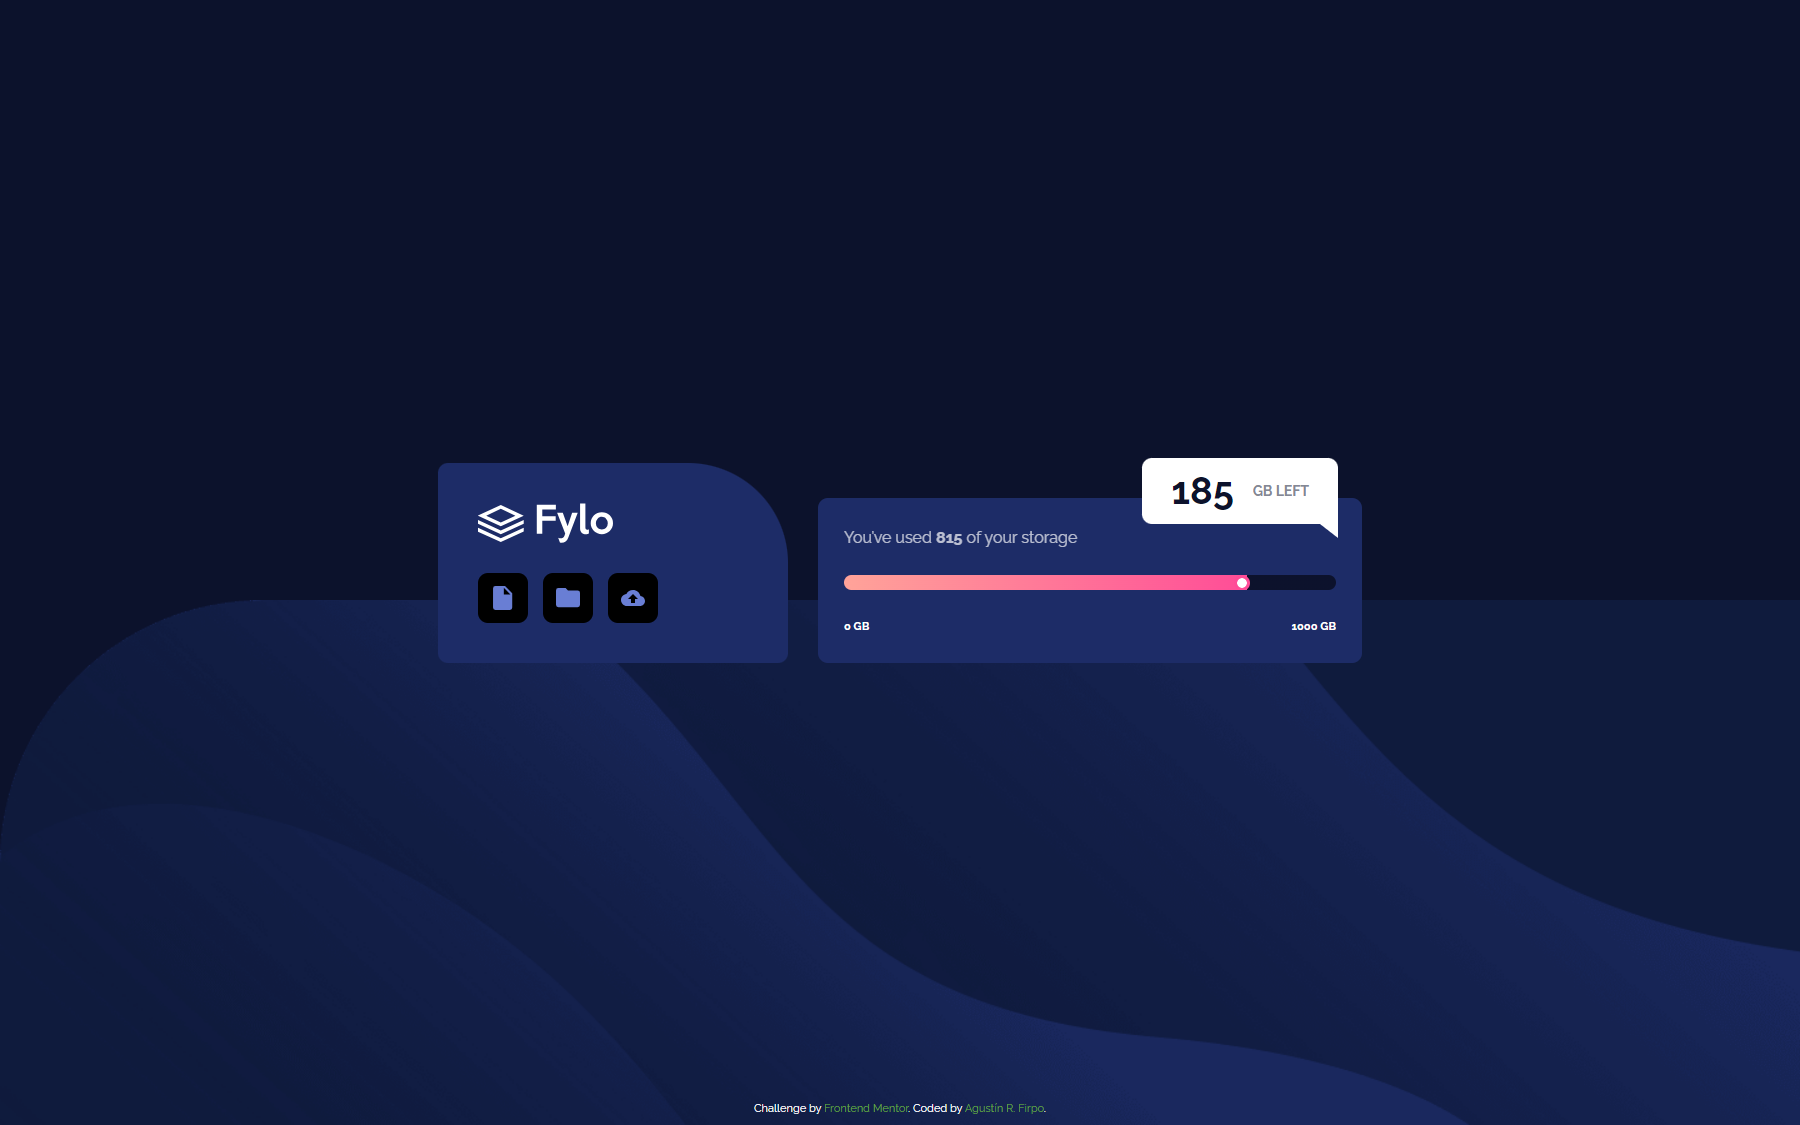 Fylo
185 GB LEFT
You've used 815 of your storage
0 GB
1000 GB
Challenge by Frontend Mentor. Coded by Agustín R. Firpo.